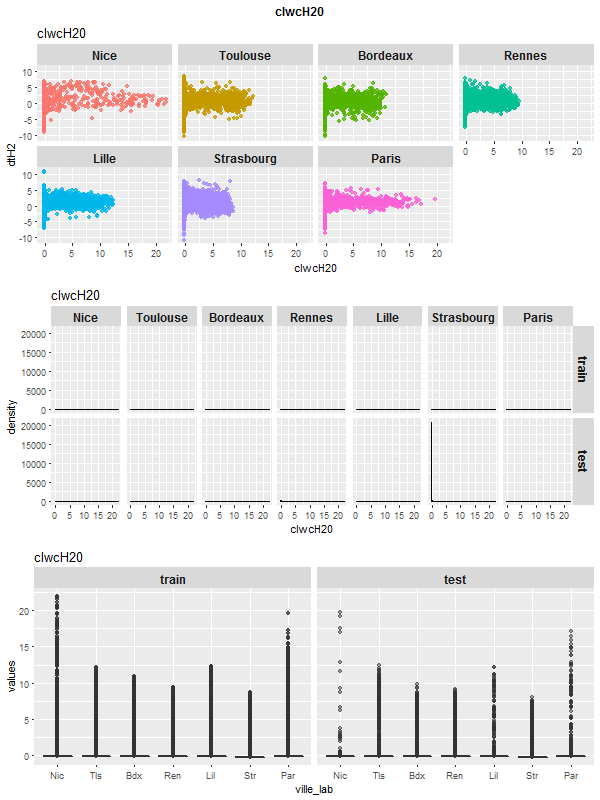 clwcH20
clwcH20
Nice Toulouse Bordeaux Rennes
10
5
0
-5
-10
0 5 10 15 20
Lille Strasbourg Paris
10
5
0
-5
-10
0 5 10 15 20 0 5 10 15 20 0 5 10 15 20
dtH2
clwcH20
clwcH20
Nice Toulouse Bordeaux Rennes Lille Strasbourg Paris
20000
15000
10000
5000
0
train
20000
15000
10000
5000
0
test
0 5 10 15 20 0 5 10 15 20 0 5 10 15 20 0 5 10 15 20 0 5 10 15 20 0 5 10 15 20 0 5 10 15 20
density
clwcH20
clwcH20
train test
20
15
10
5
0
values
Nic Tls Bdx Ren Lil Str Par Nic Tls Bdx Ren Lil Str Par
ville_lab